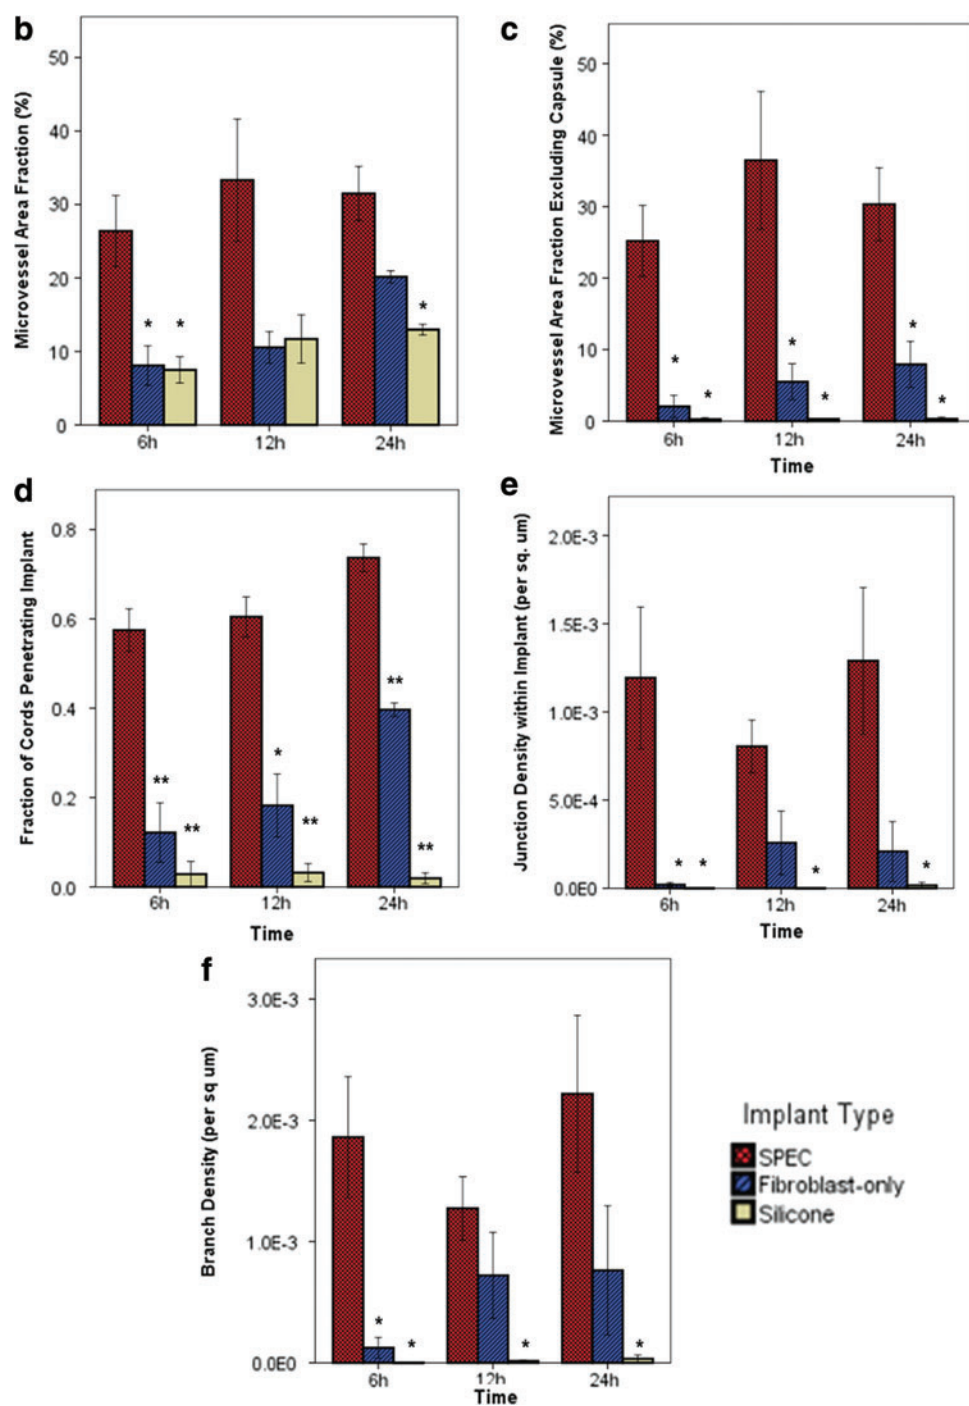 b
Microvessel Area Fraction (%)
50
40
30
20
10
0
* *
*
6h 12h 24h
c
Microvessel Area Fraction Excluding Capsule (%)
50
40
30
20
10
0
* *
* *
* *
6h 12h 24h
Time
d
Fraction of Cords Penetrating Implant
0.8
0.6
0.4
0.2
0.0
** **
* **
** **
6h 12h 24h
Time
e
Junction Density within Implant (per sq. um)
2.0E-3
1.5E-3
1.0E-3
5.0E-4
0.0E0
* *
*
*
6h 12h 24h
Time
f
Branch Density (per sq um)
3.0E-3
2.0E-3
1.0E-3
0.0E0
* *
*
*
6h 12h 24h
Time
Implant Type
SPEC
Fibroblast-only
Silicone